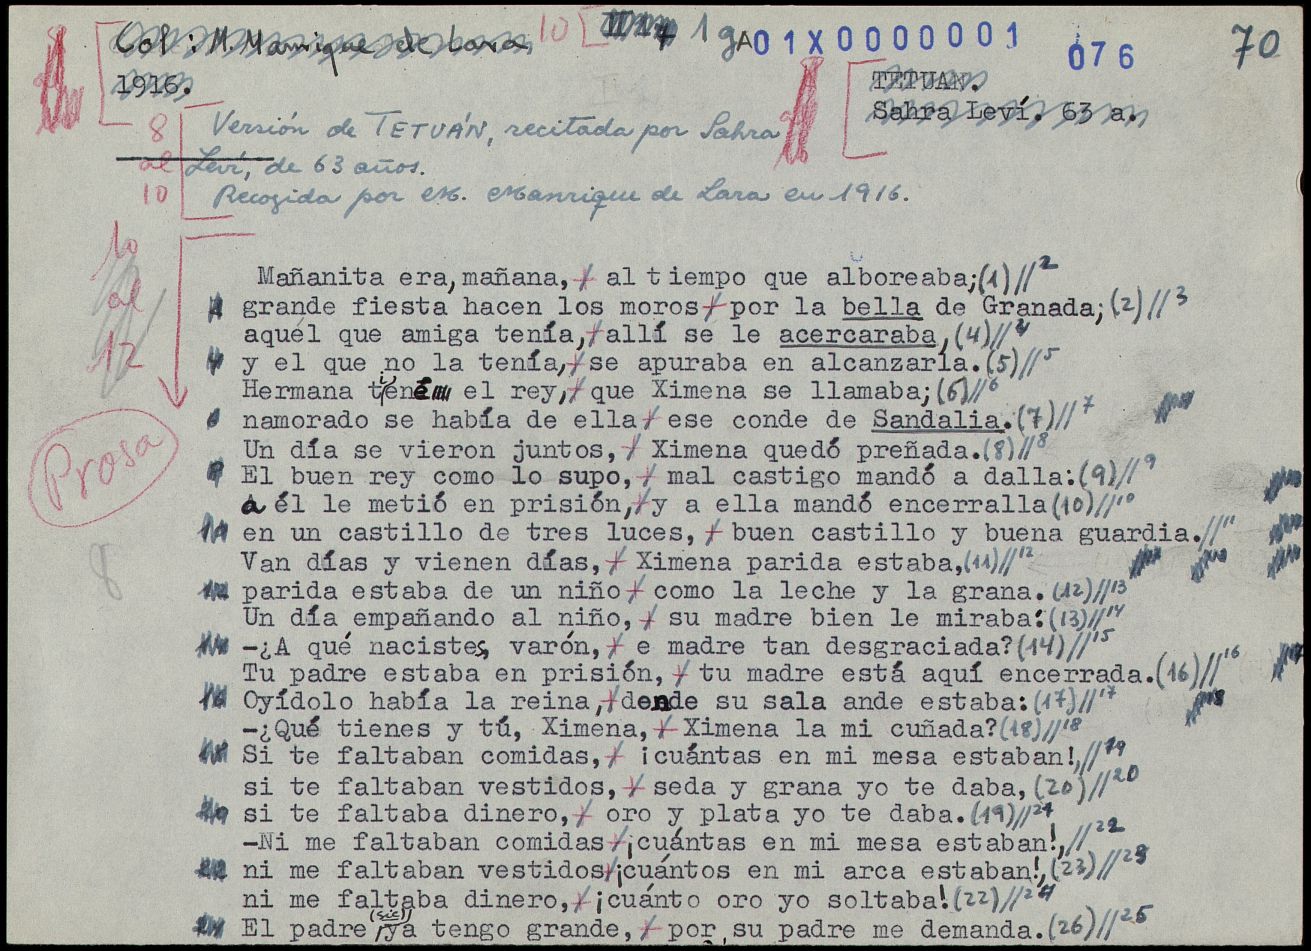 Col: M. Manrique de Lara 10 1 gA01X0000001 076 70
1916. TETUAN.
Sahra Leví. 63 a.
8 Versión de TETUÁN, recitada por Sahra
al Leví, de 63 años.
10 Recogida por M. Manrique de Lara en 1916.
10
al
12
Prosa
8
Mañanita era, mañana, / al tiempo que alboreaba; (1) // 2
grande fiesta hacen los moros / por la bella de Granada; (2) // 3
aquél que amiga tenía, / allí se le acercaraba, (4) // 4
y el que no la tenía, / se apuraba en alcanzarla. (5) // 5
Hermana tiene el rey, / que Ximena se llamaba; (6) // 6
namorado se había de ella / ese conde de Sandalia. (7) // 7
Un día se vieron juntos, / Ximena quedó preñada. (8) // 8
El buen rey como lo supo, / mal castigo mandó a dalla: (9) // 9
a él le metió en prisión, / y a ella mandó encerralla (10) // 10
en un castillo de tres luces, / buen castillo y buena guardia. // 11
Van días y vienen días, / Ximena parida estaba, (11) // 12
parida estaba de un niño / como la leche y la grana. (12) // 13
Un día empañando al niño, / su madre bien le miraba: (13) // 14
-¿A qué nacistes, varón, / e madre tan desgraciada? (14) // 15
Tu padre estaba en prisión, / tu madre está aquí encerrada. (16) // 16
Oyídolo había la reina, / dende su sala ande estaba: (17) // 17
-¿Qué tienes y tú, Ximena, / Ximena la mi cuñada? (18) // 18
Si te faltaban comidas, / ¡cuántas en mi mesa estaban!, // 19
si te faltaban vestidos, / seda y grana yo te daba, (20) // 20
si te faltaba dinero, / oro y plata yo te daba. (19) // 21
-Ni me faltaban comidas / ¡cuántas en mi mesa estaban!, // 22
ni me faltaban vestidos / ¡cuántos en mi arca estaban!, (23) // 23
ni me faltaba dinero, / ¡cuánto oro yo soltaba! (22) // 24
El padre (sic), ya tengo grande, / por su padre me demanda. (26) // 25